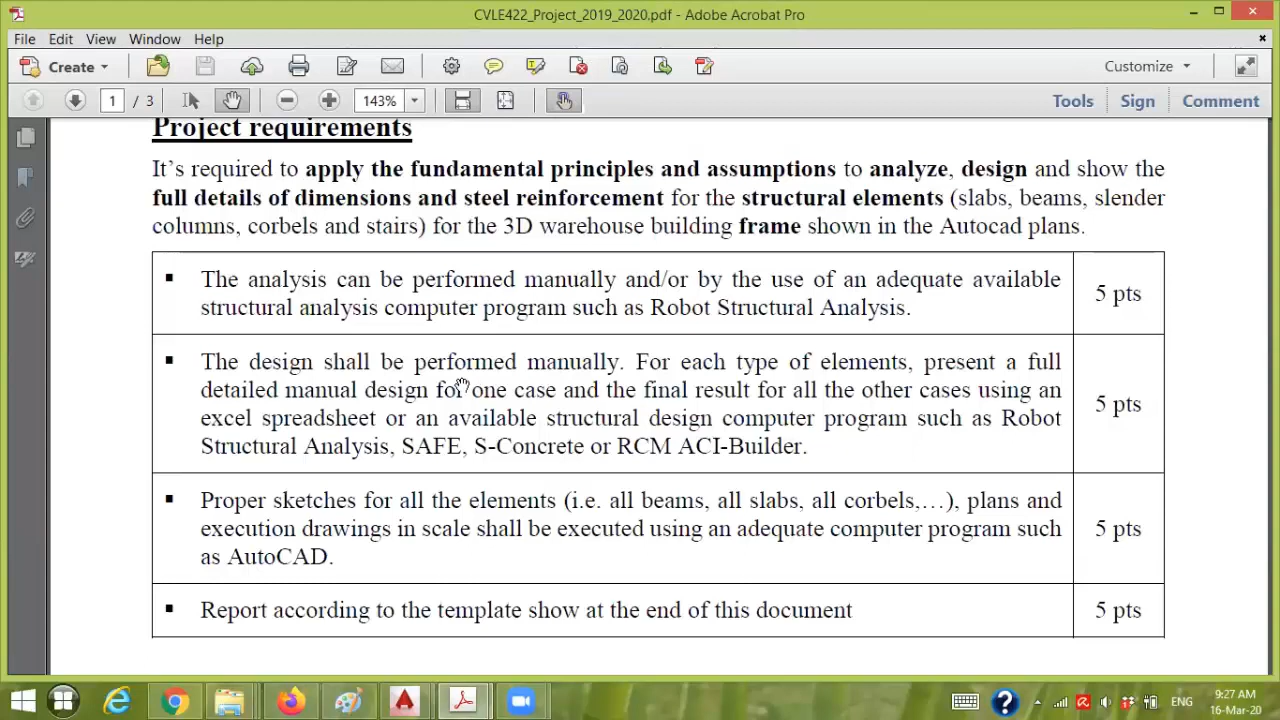 CVLE422_Project_2019_2020.pdf - Adobe Acrobat Pro
File Edit View Window Help
Create Customize
1 / 3 143% Tools Sign Comment
Project requirements
It’s required to apply the fundamental principles and assumptions to analyze, design and show the
full details of dimensions and steel reinforcement for the structural elements (slabs, beams, slender
columns, corbels and stairs) for the 3D warehouse building frame shown in the Autocad plans.
▪ The analysis can be performed manually and/or by the use of an adequate available
structural analysis computer program such as Robot Structural Analysis.
5 pts
▪ The design shall be performed manually. For each type of elements, present a full
detailed manual design for one case and the final result for all the other cases using an
excel spreadsheet or an available structural design computer program such as Robot
Structural Analysis, SAFE, S-Concrete or RCM ACI-Builder.
5 pts
▪ Proper sketches for all the elements (i.e. all beams, all slabs, all corbels,…), plans and
execution drawings in scale shall be executed using an adequate computer program such
as AutoCAD.
5 pts
▪ Report according to the template show at the end of this document
5 pts
ENG
9:27 AM
16-Mar-20